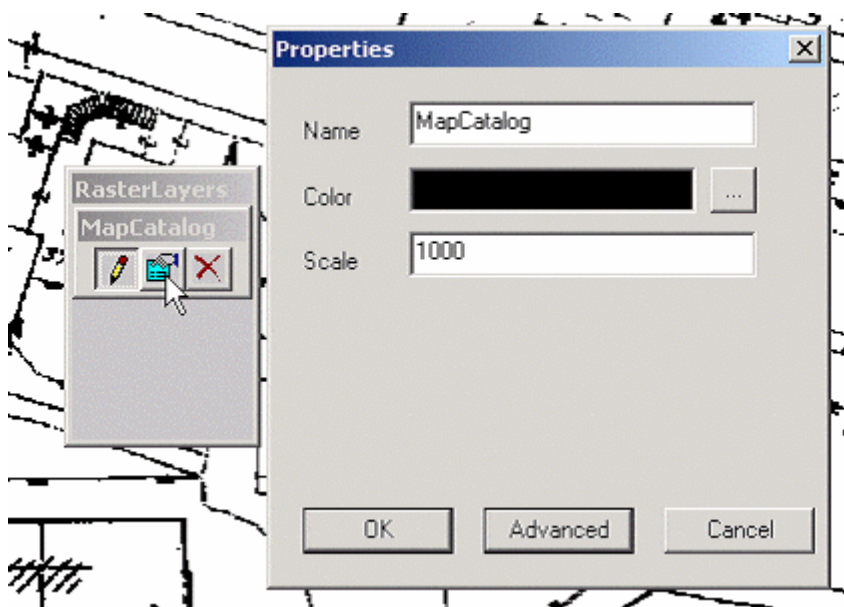 Properties
Name MapCatalog
Color ...
Scale 1000
OK Advanced Cancel
RasterLayers
MapCatalog